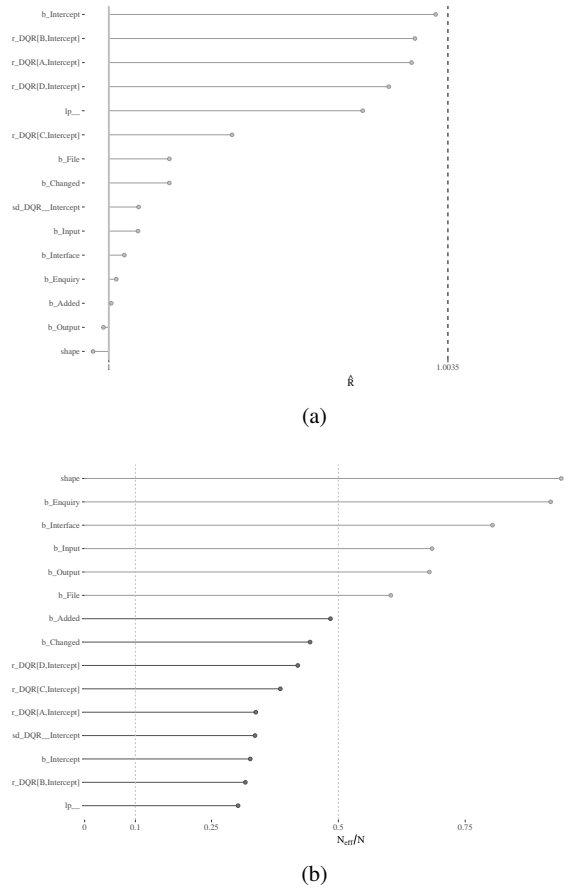 b_Intercept
r_DQR[B,Intercept]
r_DQR[A,Intercept]
r_DQR[D,Intercept]
lp__
r_DQR[C,Intercept]
b_File
b_Changed
sd_DQR__Intercept
b_Input
b_Interface
b_Enquiry
b_Added
b_Output
shape
1 1.0035
R̂
(a)
shape
b_Enquiry
b_Interface
b_Input
b_Output
b_File
b_Added
b_Changed
r_DQR[D,Intercept]
r_DQR[C,Intercept]
r_DQR[A,Intercept]
sd_DQR__Intercept
b_Intercept
r_DQR[B,Intercept]
lp__
0 0.1 0.25 0.5 0.75
Neff/N
(b)